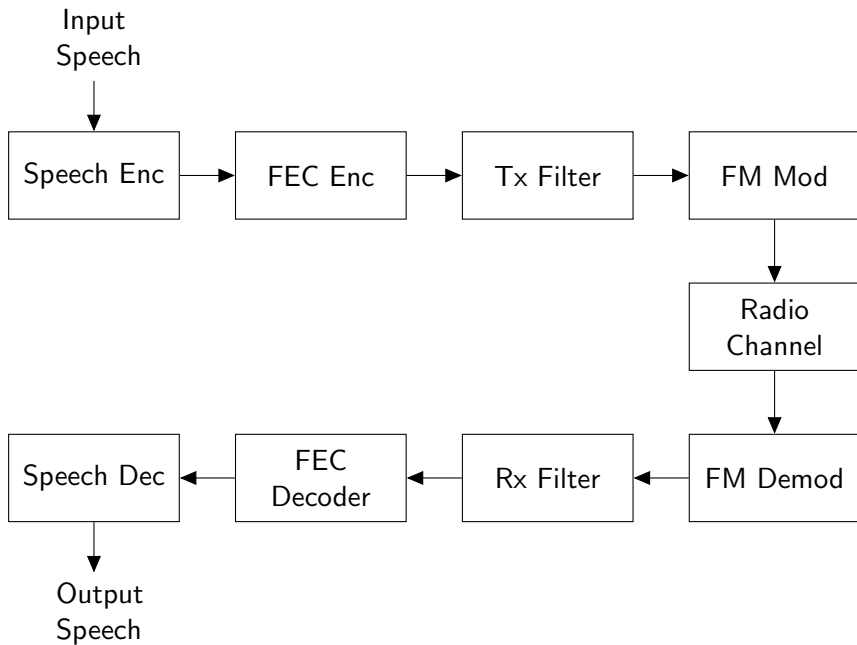 Input
Speech
Speech Enc
FEC Enc
Tx Filter
FM Mod
Radio
Channel
Speech Dec
FEC
Decoder
Rx Filter
FM Demod
Output
Speech